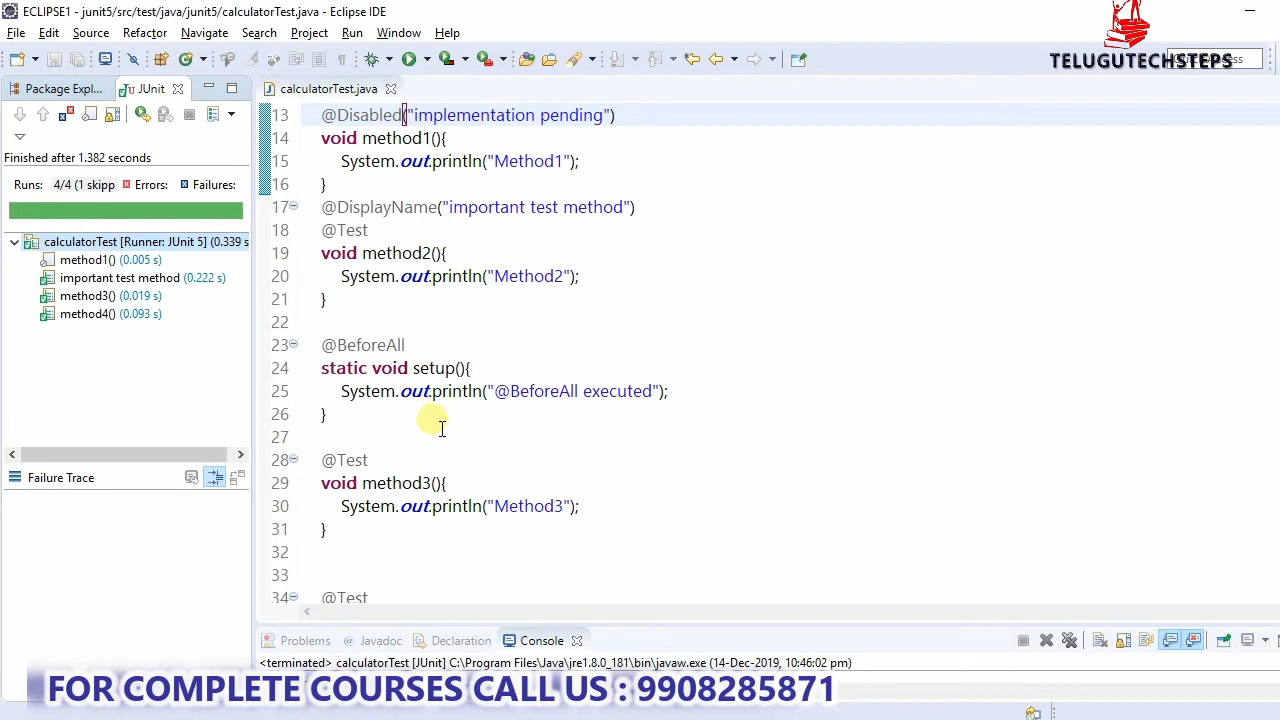 ECLIPSE1 - junit5/src/test/java/junit5/calculatorTest.java - Eclipse IDE
File Edit Source Refactor Navigate Search Project Run Window Help
TELUGUTECHSTEPS
Package Expl... JUnit
calculatorTest.java
Finished after 1.382 seconds
Runs: 4/4 (1 skipp Errors: Failures:
calculatorTest [Runner: JUnit 5] (0.339 s
method1() (0.005 s)
important test method (0.222 s)
method3() (0.019 s)
method4() (0.093 s)
Failure Trace
13 @Disabled("implementation pending")
14 void method1(){
15 System.out.println("Method1");
16 }
17 @DisplayName("important test method")
18 @Test
19 void method2(){
20 System.out.println("Method2");
21 }
22
23 @BeforeAll
24 static void setup(){
25 System.out.println("@BeforeAll executed");
26 }
27
28 @Test
29 void method3(){
30 System.out.println("Method3");
31 }
32
33
34 @Test
Problems Javadoc Declaration Console
<terminated> calculatorTest [JUnit] C:\Program Files\Java\jre1.8.0_181\bin\javaw.exe (14-Dec-2019, 10:46:02 pm)
FOR COMPLETE COURSES CALL US : 9908285871